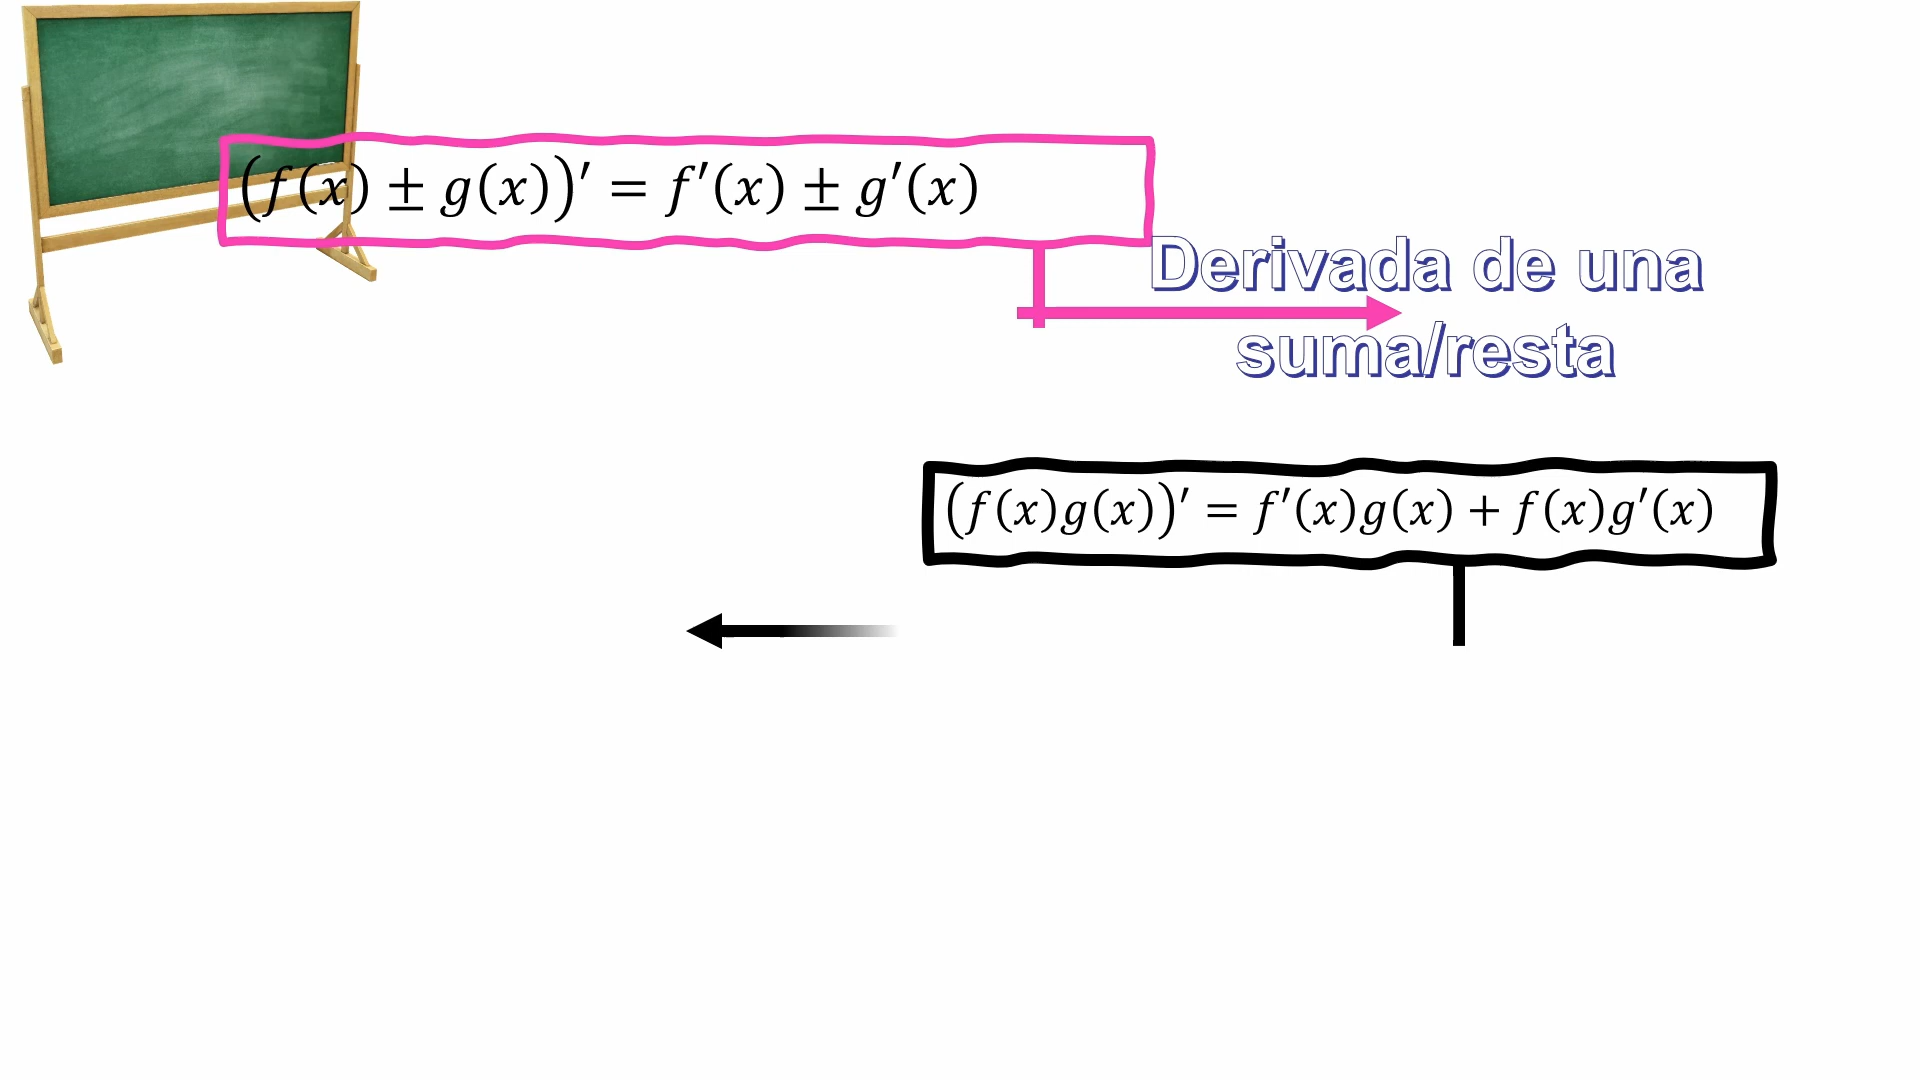 (f(x) ± g(x))′ = f′(x) ± g′(x)
Derivada de una
suma/resta
(f(x)g(x))′ = f′(x)g(x) + f(x)g′(x)